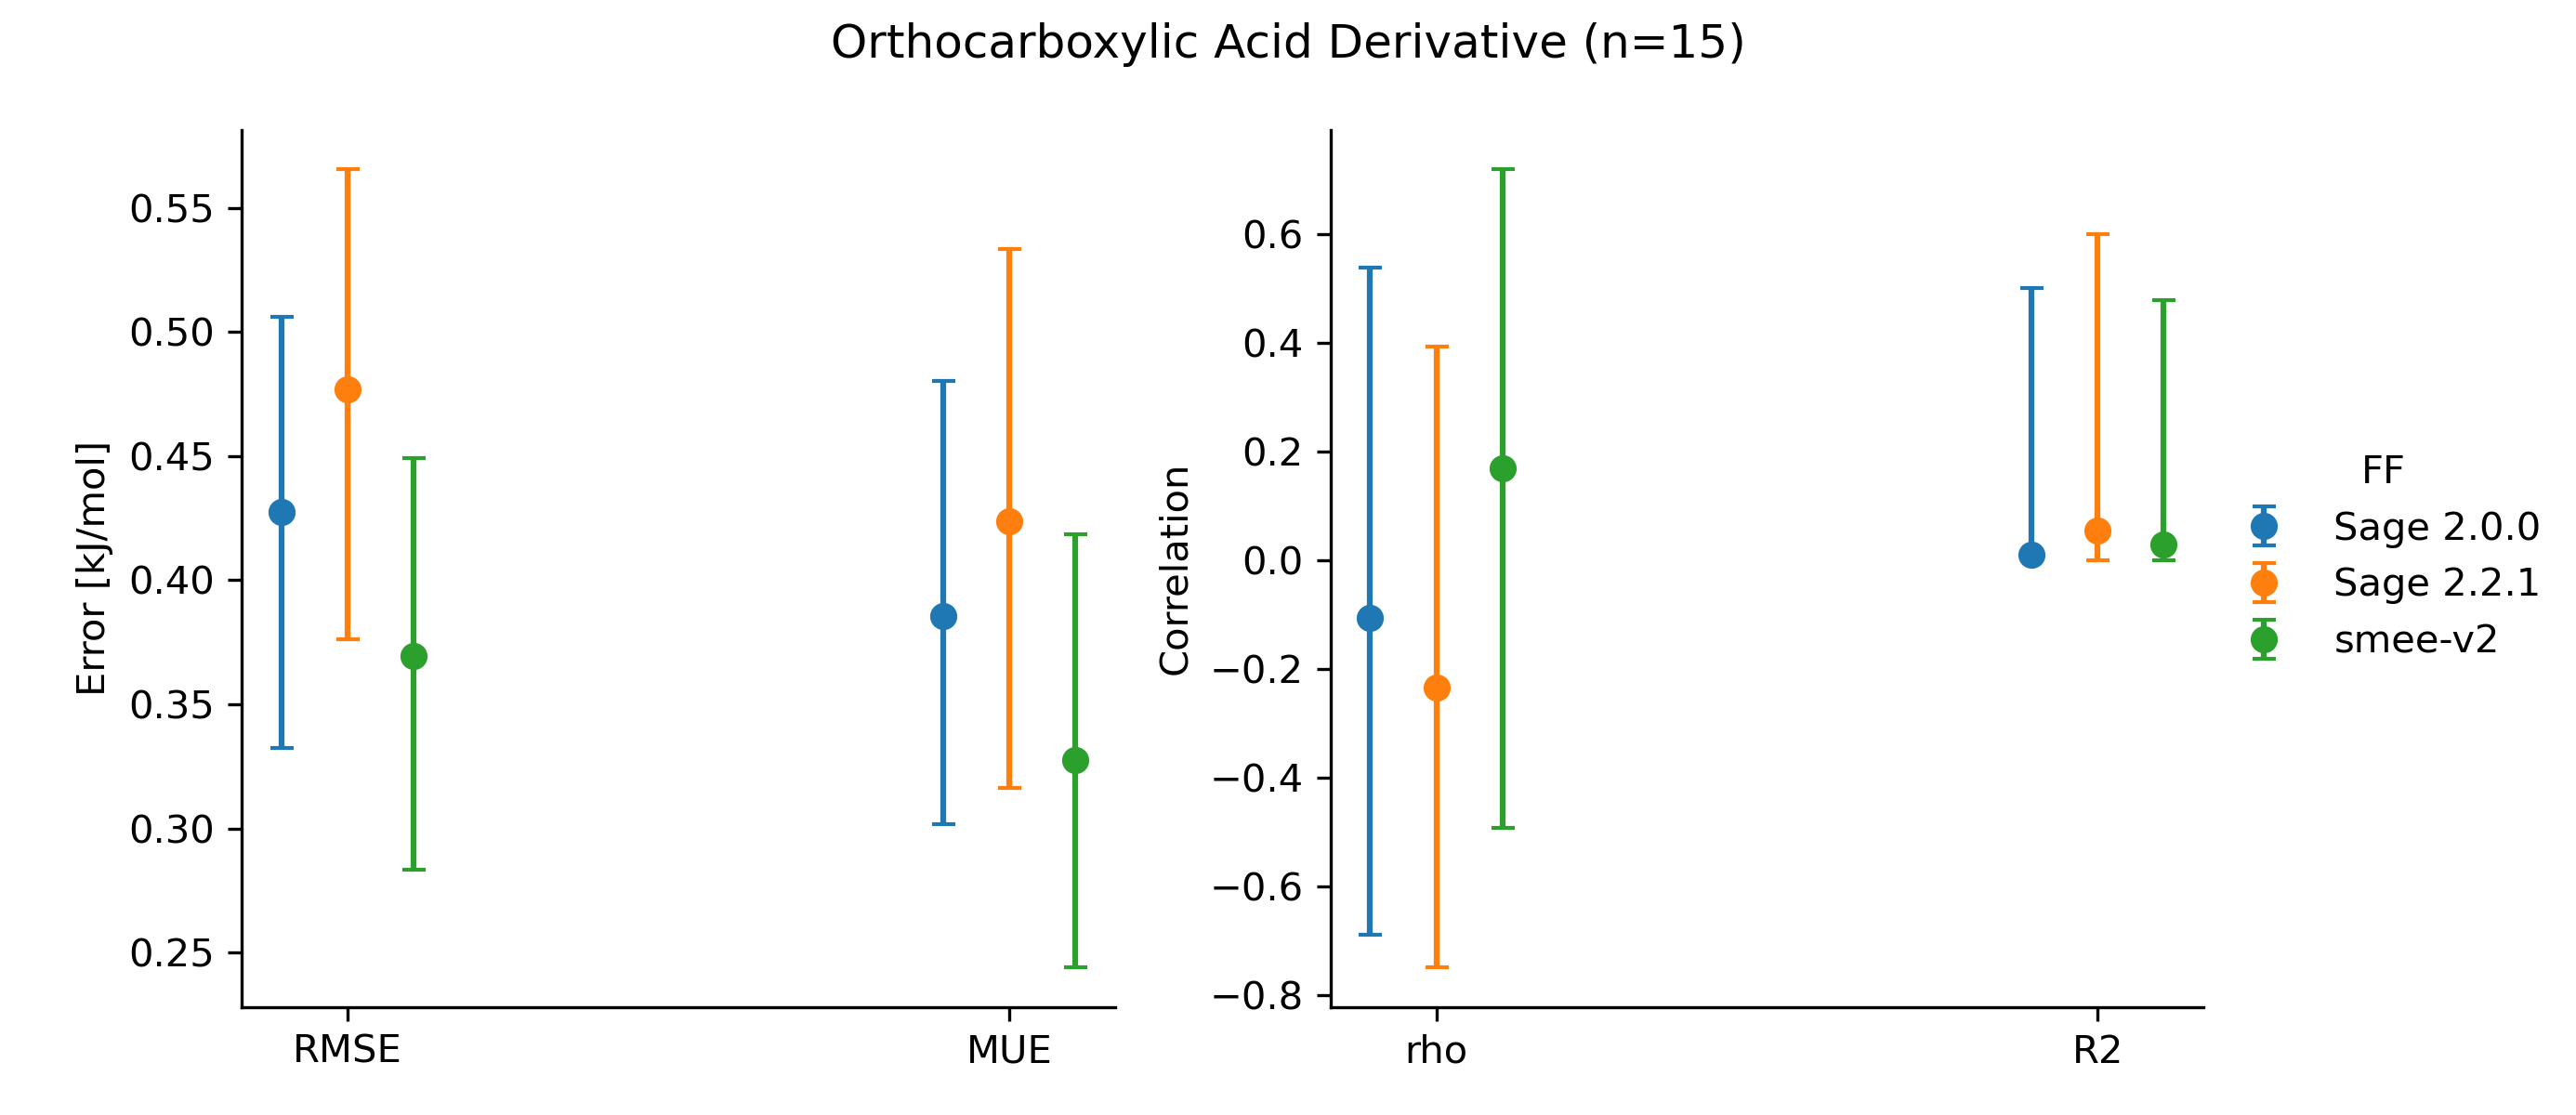 Orthocarboxylic Acid Derivative (n=15)
Error [kJ/mol]
0.55
0.50
0.45
0.40
0.35
0.30
0.25
RMSE
MUE
Correlation
0.6
0.4
0.2
0.0
−0.2
−0.4
−0.6
−0.8
rho
R2
FF
Sage 2.0.0
Sage 2.2.1
smee-v2